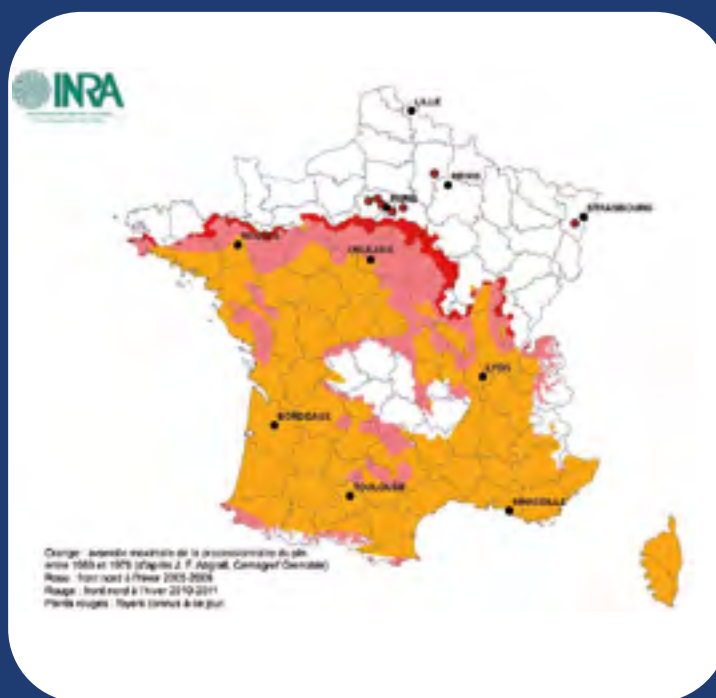 INRA
LILLE
REIMS
PARIS
STRASBOURG
RENNES
ORLEANS
LYON
BORDEAUX
TOULOUSE
MARSEILLE
Orange : maximale de la processionnaire du pin
entre 1969 et 1979 (d'après J. F. Abgrall, Cemagref Grenoble)
Rose : front nord à l'hiver 2005-2006
Rouge : front nord à l'hiver 2010-2011
Points rouges : foyers connus à ce jour